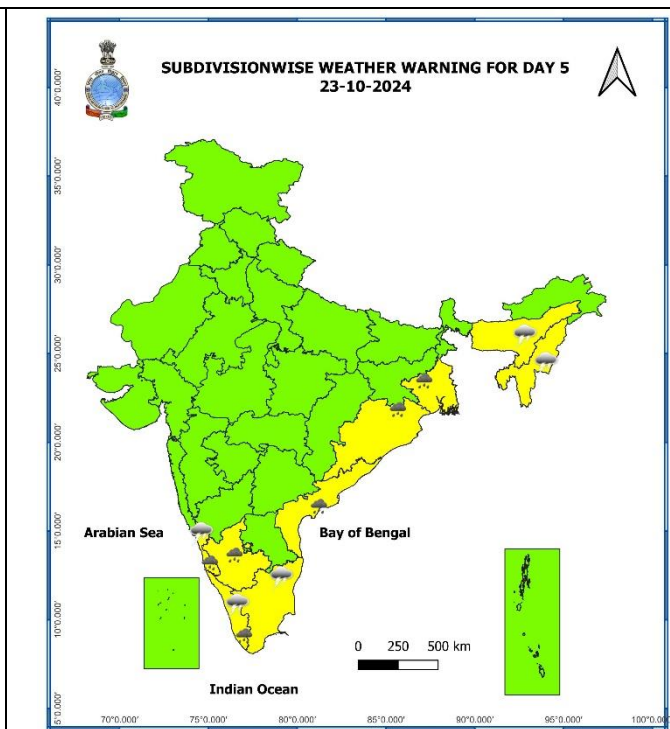 SUBDIVISIONWISE WEATHER WARNING FOR DAY 5
23-10-2024
40°0.000'
35°0.000'
30°0.000'
25°0.000'
20°0.000'
15°0.000'
10°0.000'
5°0.000'
Arabian Sea
Bay of Bengal
0 250 500 km
Indian Ocean
70°0.000' 75°0.000' 80°0.000' 85°0.000' 90°0.000' 95°0.000' 100°0.00